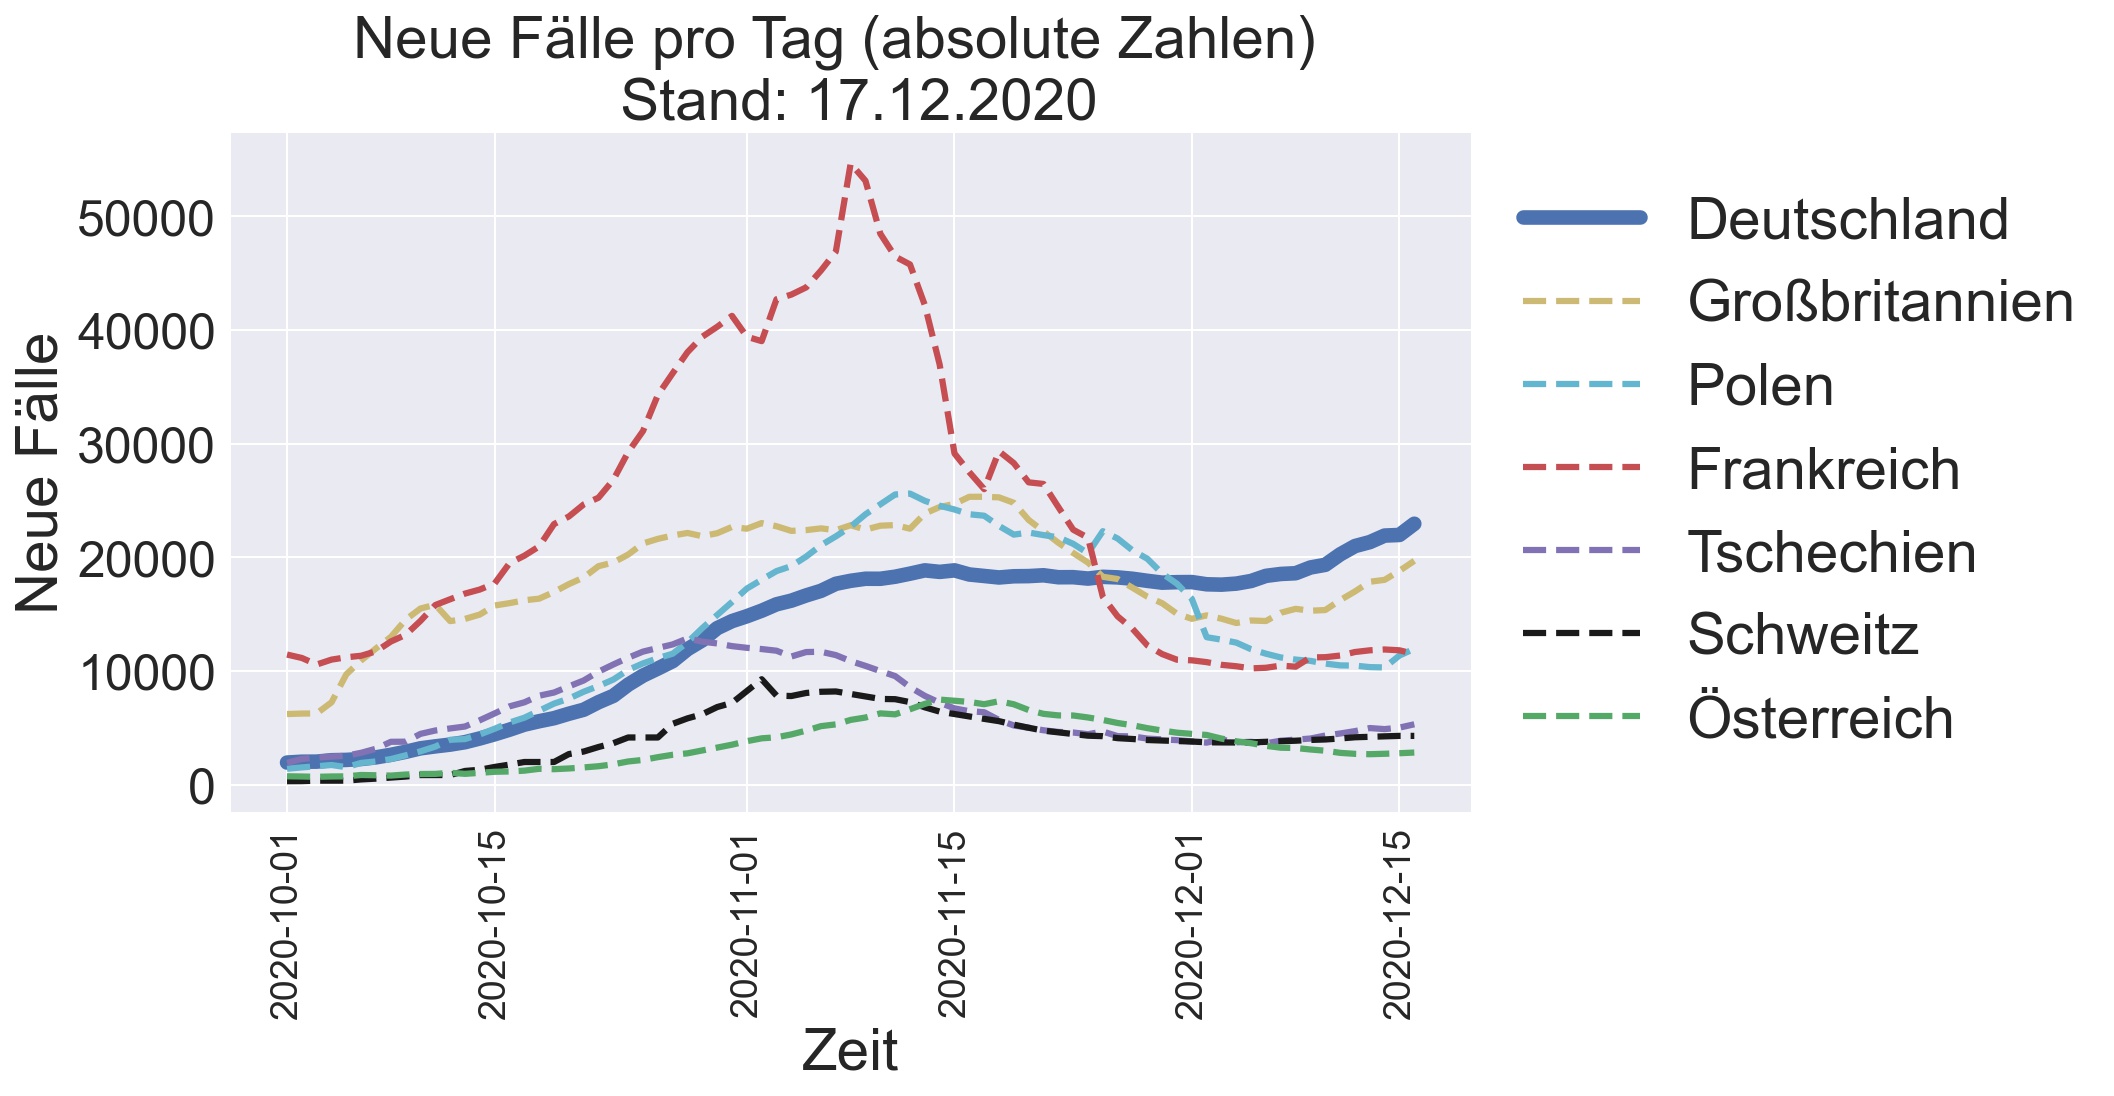 Neue Fälle pro Tag (absolute Zahlen)
Stand: 17.12.2020
Neue Fälle
50000
40000
30000
20000
10000
0
2020-10-01
2020-10-15
2020-11-01
2020-11-15
2020-12-01
2020-12-15
Zeit
Deutschland
Großbritannien
Polen
Frankreich
Tschechien
Schweitz
Österreich